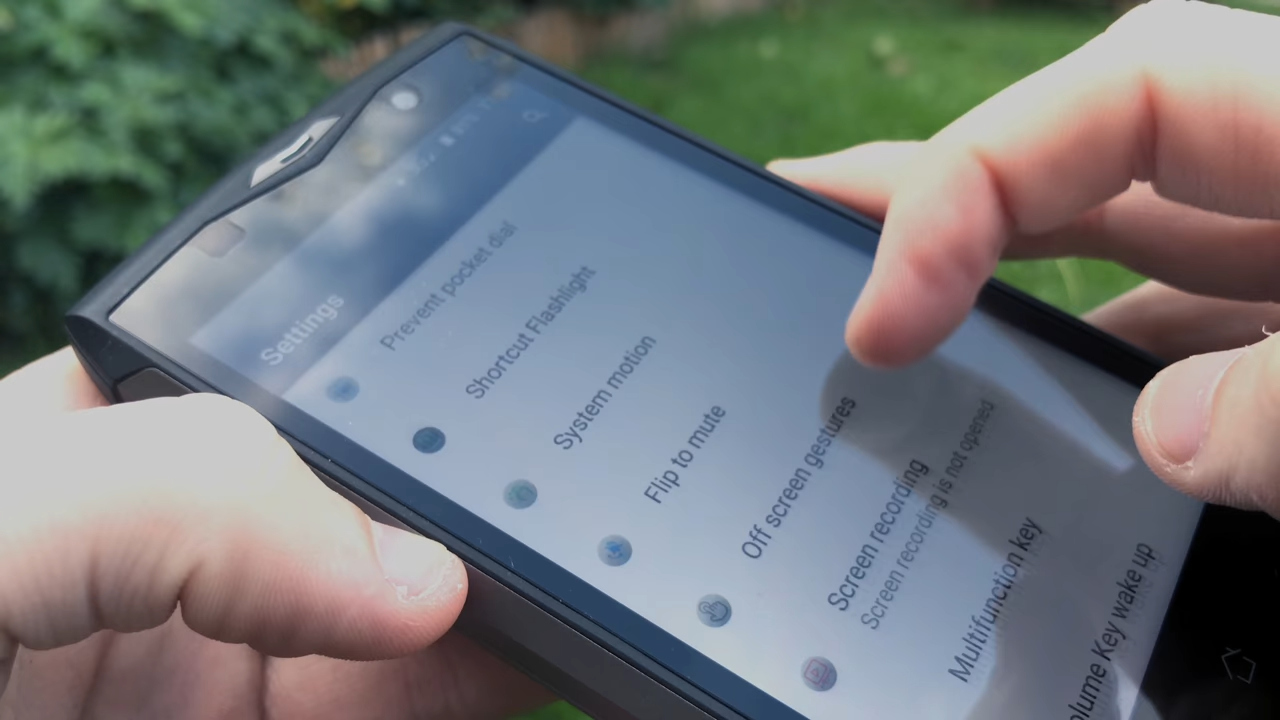 Settings
Prevent pocket dial
Shortcut Flashlight
System motion
Flip to mute
Off screen gestures
Screen recording
Screen recording is not opened
Multifunction key
olume Key wake up